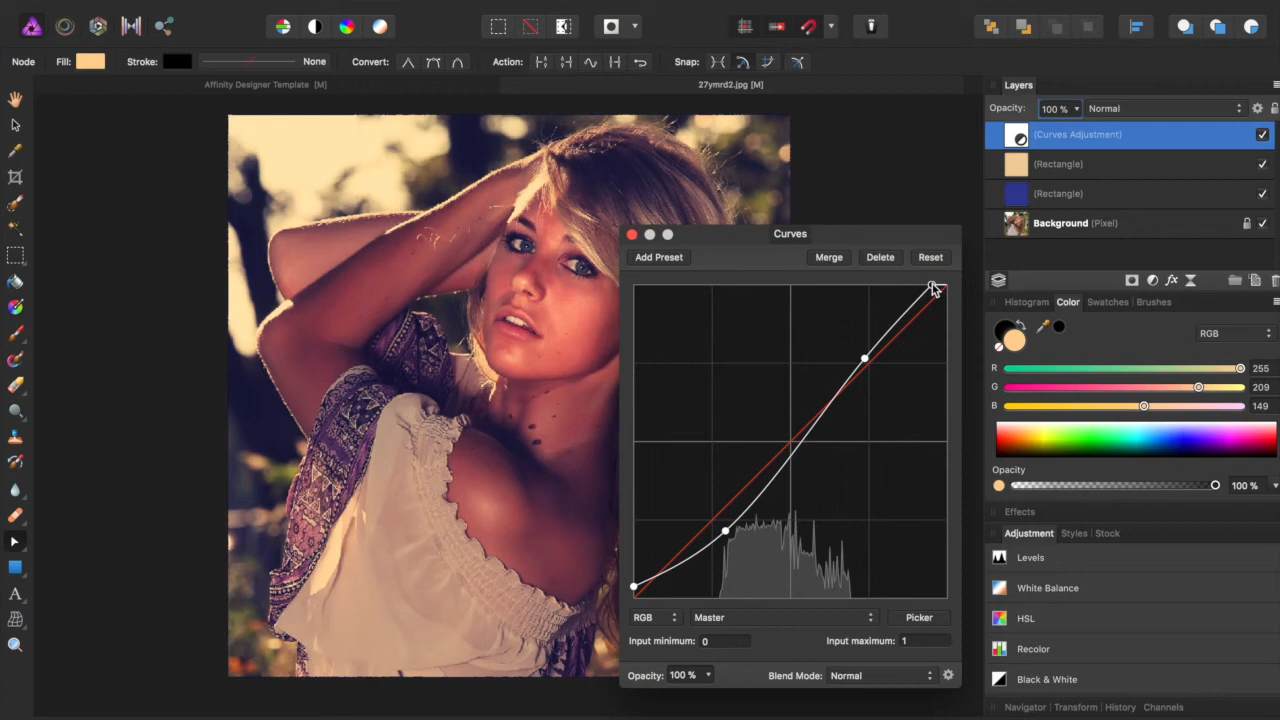 Node Fill: Stroke: None Convert: Action: Snap:
Affinity Designer Template [M] 27ymrd2.jpg [M]
Layers
Opacity: 100 % Normal
(Curves Adjustment)
(Rectangle)
(Rectangle)
Background (Pixel)
Curves
Add Preset Merge Delete Reset
RGB Master Picker
Input minimum: 0 Input maximum: 1
Opacity: 100 % Blend Mode: Normal
Histogram Color Swatches Brushes
RGB
R 255
G 209
B 149
Opacity
100 %
Effects
Adjustment Styles Stock
Levels
White Balance
HSL
Recolor
Black & White
Navigator Transform History Channels
A